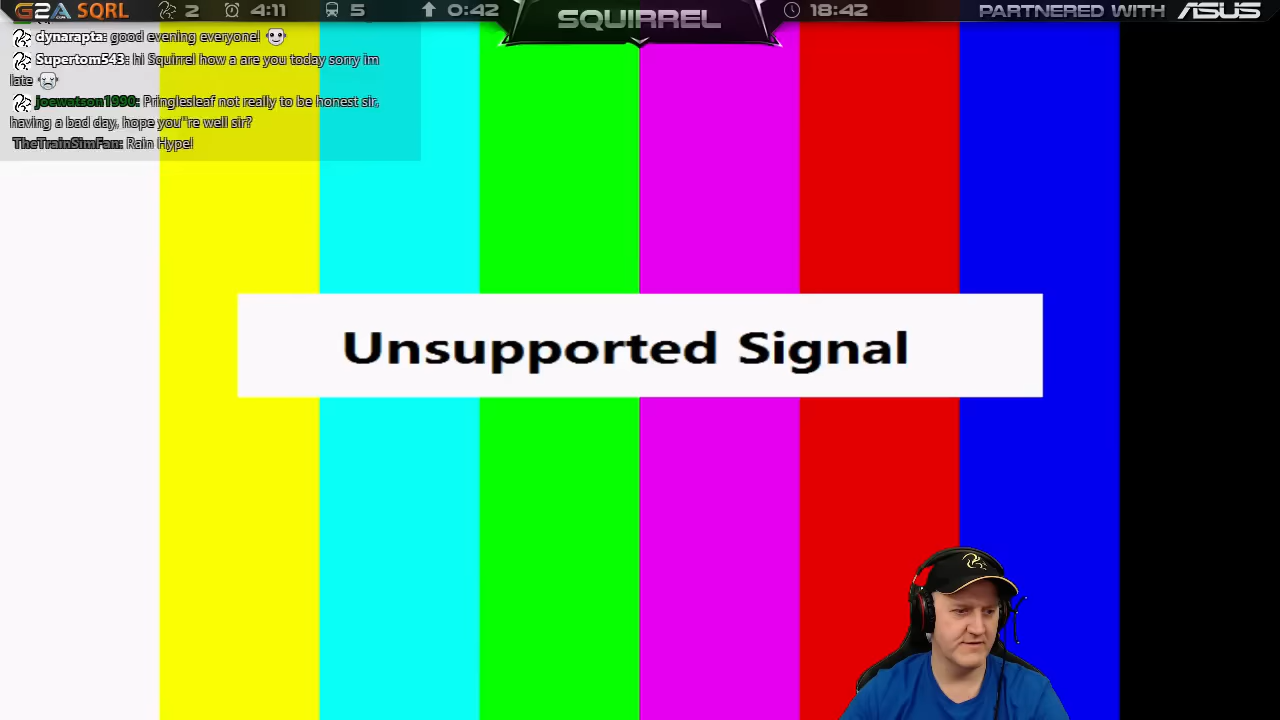 G2A SQRL 2 4:11 5 0:42 SQUIRREL 18:42 PARTNERED WITH ASUS
dynarapta: good evening everyone!
Supertom543: hi Squirrel how a are you today sorry im
late
joewatson1990: Pringlesleaf not really to be honest sir,
having a bad day, hope you"re well sir?
TheTrainSimFan: Rain Hype!
Unsupported Signal